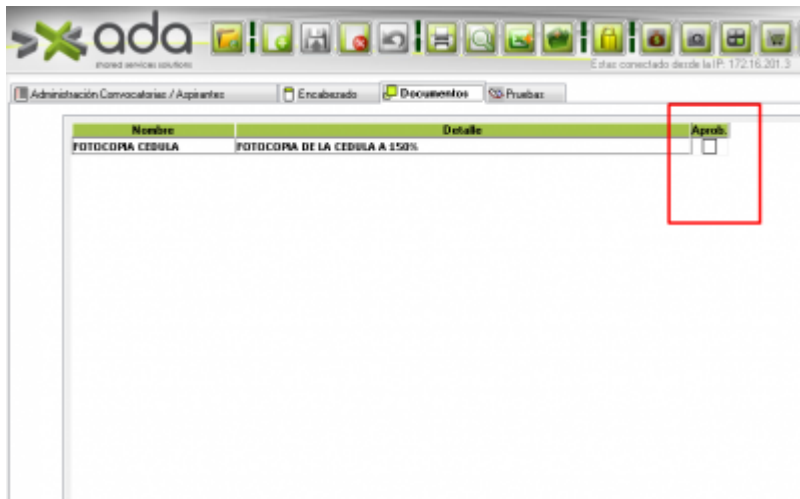 ada
shared services solutions
Estas conectado desde la IP: 172.16.201.3
Administración Convocatorias / Aspirantes
Encabezado
Documentos
Pruebas
Nombre Detalle Aprob.
FOTOCOPIA CEDULA FOTOCOPIA DE LA CEDULA A 150%